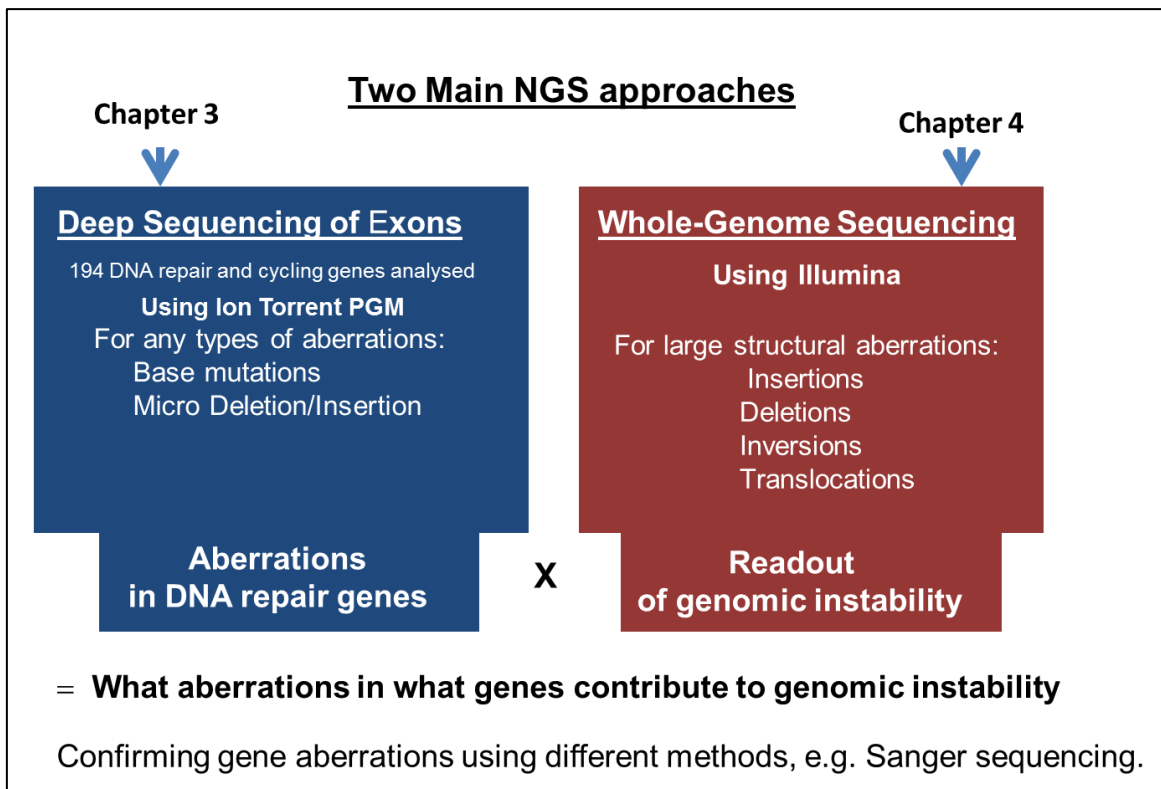 Two Main NGS approaches
Chapter 3
Chapter 4
Deep Sequencing of Exons
194 DNA repair and cycling genes analysed
Using Ion Torrent PGM
For any types of aberrations:
Base mutations
Micro Deletion/Insertion
Aberrations
in DNA repair genes
X
Whole-Genome Sequencing
Using Illumina
For large structural aberrations:
Insertions
Deletions
Inversions
Translocations
Readout
of genomic instability
= What aberrations in what genes contribute to genomic instability
Confirming gene aberrations using different methods, e.g. Sanger sequencing.